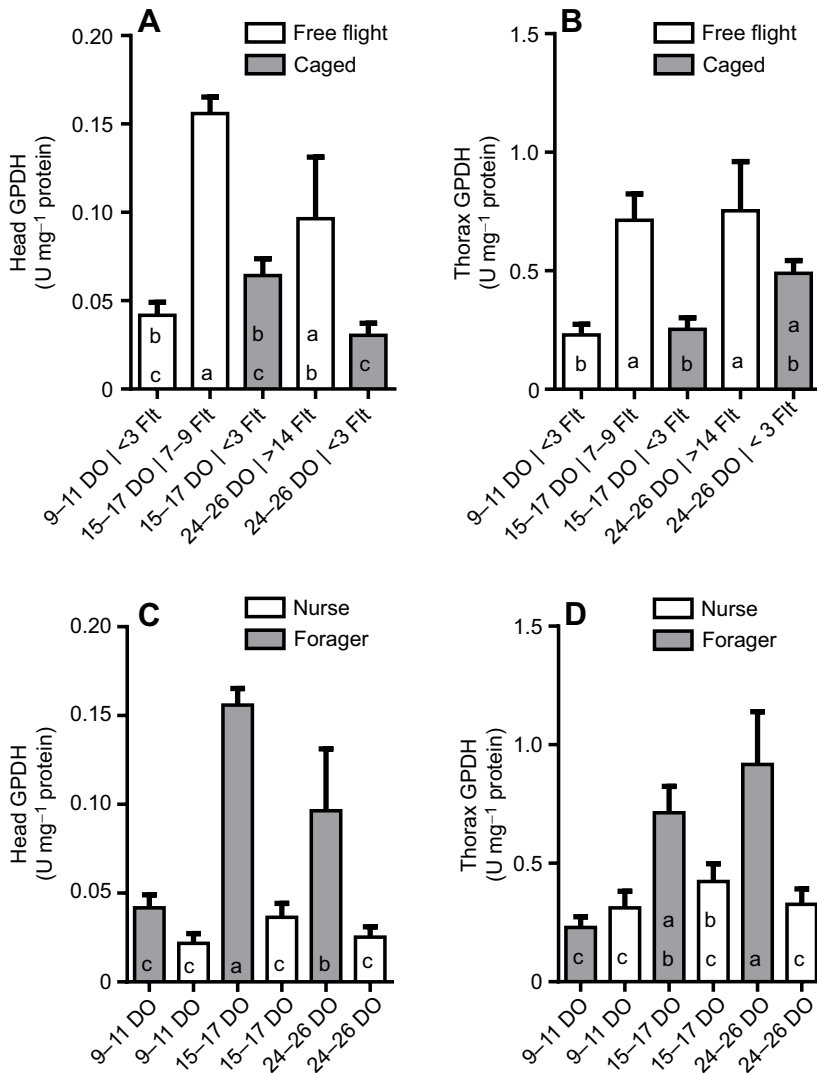 A
Free flight
Caged
Head GPDH
(U mg⁻¹ protein)
0.20
0.15
0.10
0.05
0
b
c
a
b
c
a
b
c
9–11 DO | <3 Flt
15–17 DO | 7–9 Flt
15–17 DO | <3 Flt
24–26 DO | >14 Flt
24–26 DO | <3 Flt
B
Free flight
Caged
Thorax GPDH
(U mg⁻¹ protein)
1.5
1.0
0.5
0
b
a
b
a
a
b
9–11 DO | <3 Flt
15–17 DO | 7–9 Flt
15–17 DO | <3 Flt
24–26 DO | >14 Flt
24–26 DO | < 3 Flt
C
Nurse
Forager
Head GPDH
(U mg⁻¹ protein)
0.20
0.15
0.10
0.05
0
c
c
a
c
b
c
9–11 DO
9–11 DO
15–17 DO
15–17 DO
24–26 DO
24–26 DO
D
Nurse
Forager
Thorax GPDH
(U mg⁻¹ protein)
1.5
1.0
0.5
0
c
c
a
b
b
c
a
c
9–11 DO
9–11 DO
15–17 DO
15–17 DO
24–26 DO
24–26 DO